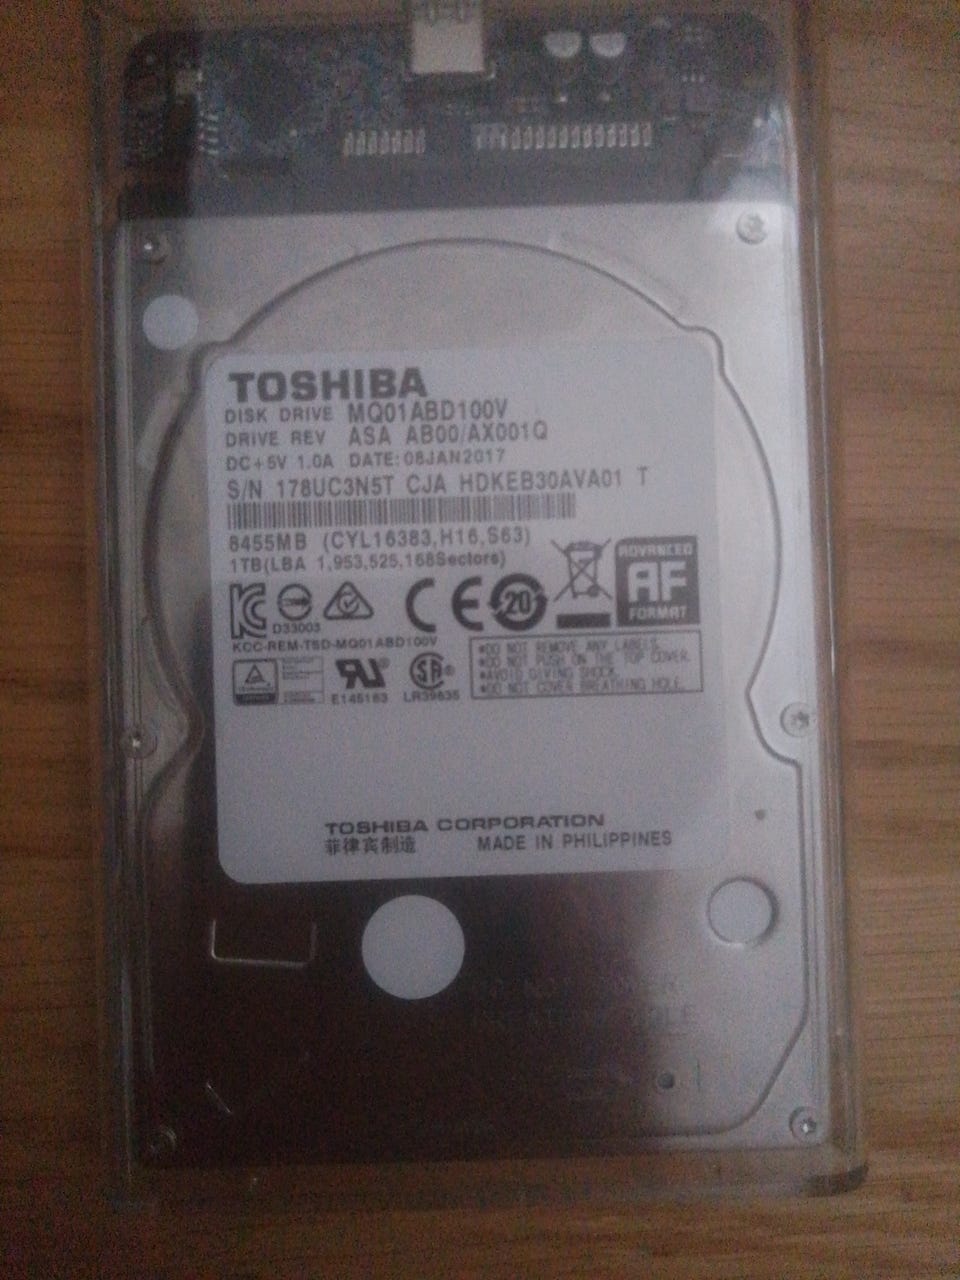 TOSHIBA
DISK DRIVE MQ01ABD100V
DRIVE REV ASA AB00/AX001Q
DC+5V 1.0A DATE:08JAN2017
S/N 178UC3N5T CJA HDKEB30AVA01 T
8455MB (CYL16383,H16,S63)
1TB(LBA 1,953,525,168Sectors)
ADVANCED
AF
FORMAT
20
D33003
KCC-REM-TSD-MQ01ABD100V
E145163
LR39635
*DO NOT REMOVE ANY LABELS.
*DO NOT PUSH ON THE TOP COVER.
*AVOID GIVING SHOCK.
*DO NOT COVER BREATHING HOLE.
TOSHIBA CORPORATION
菲律宾制造 MADE IN PHILIPPINES